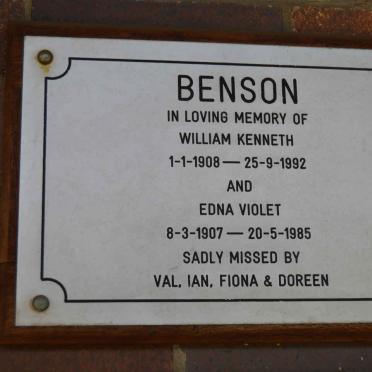 BENSON
IN LOVING MEMORY OF
WILLIAM KENNETH
1-1-1908 — 25-9-1992
AND
EDNA VIOLET
8-3-1907 — 20-5-1985
SADLY MISSED BY
VAL, IAN, FIONA & DOREEN